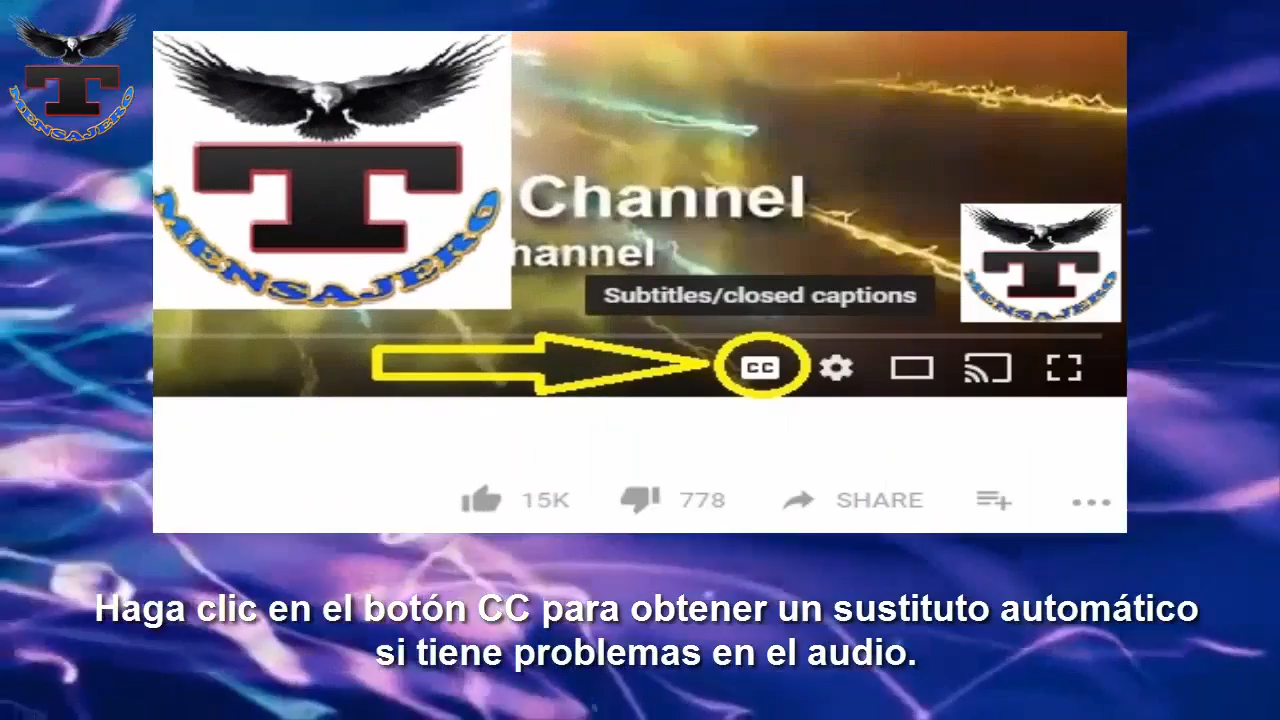 T
MENSAJERO
T
MENSAJERO
Channel
hannel
T
MENSAJERO
Subtitles/closed captions
CC
15K
778
SHARE
Haga clic en el botón CC para obtener un sustituto automático
si tiene problemas en el audio.